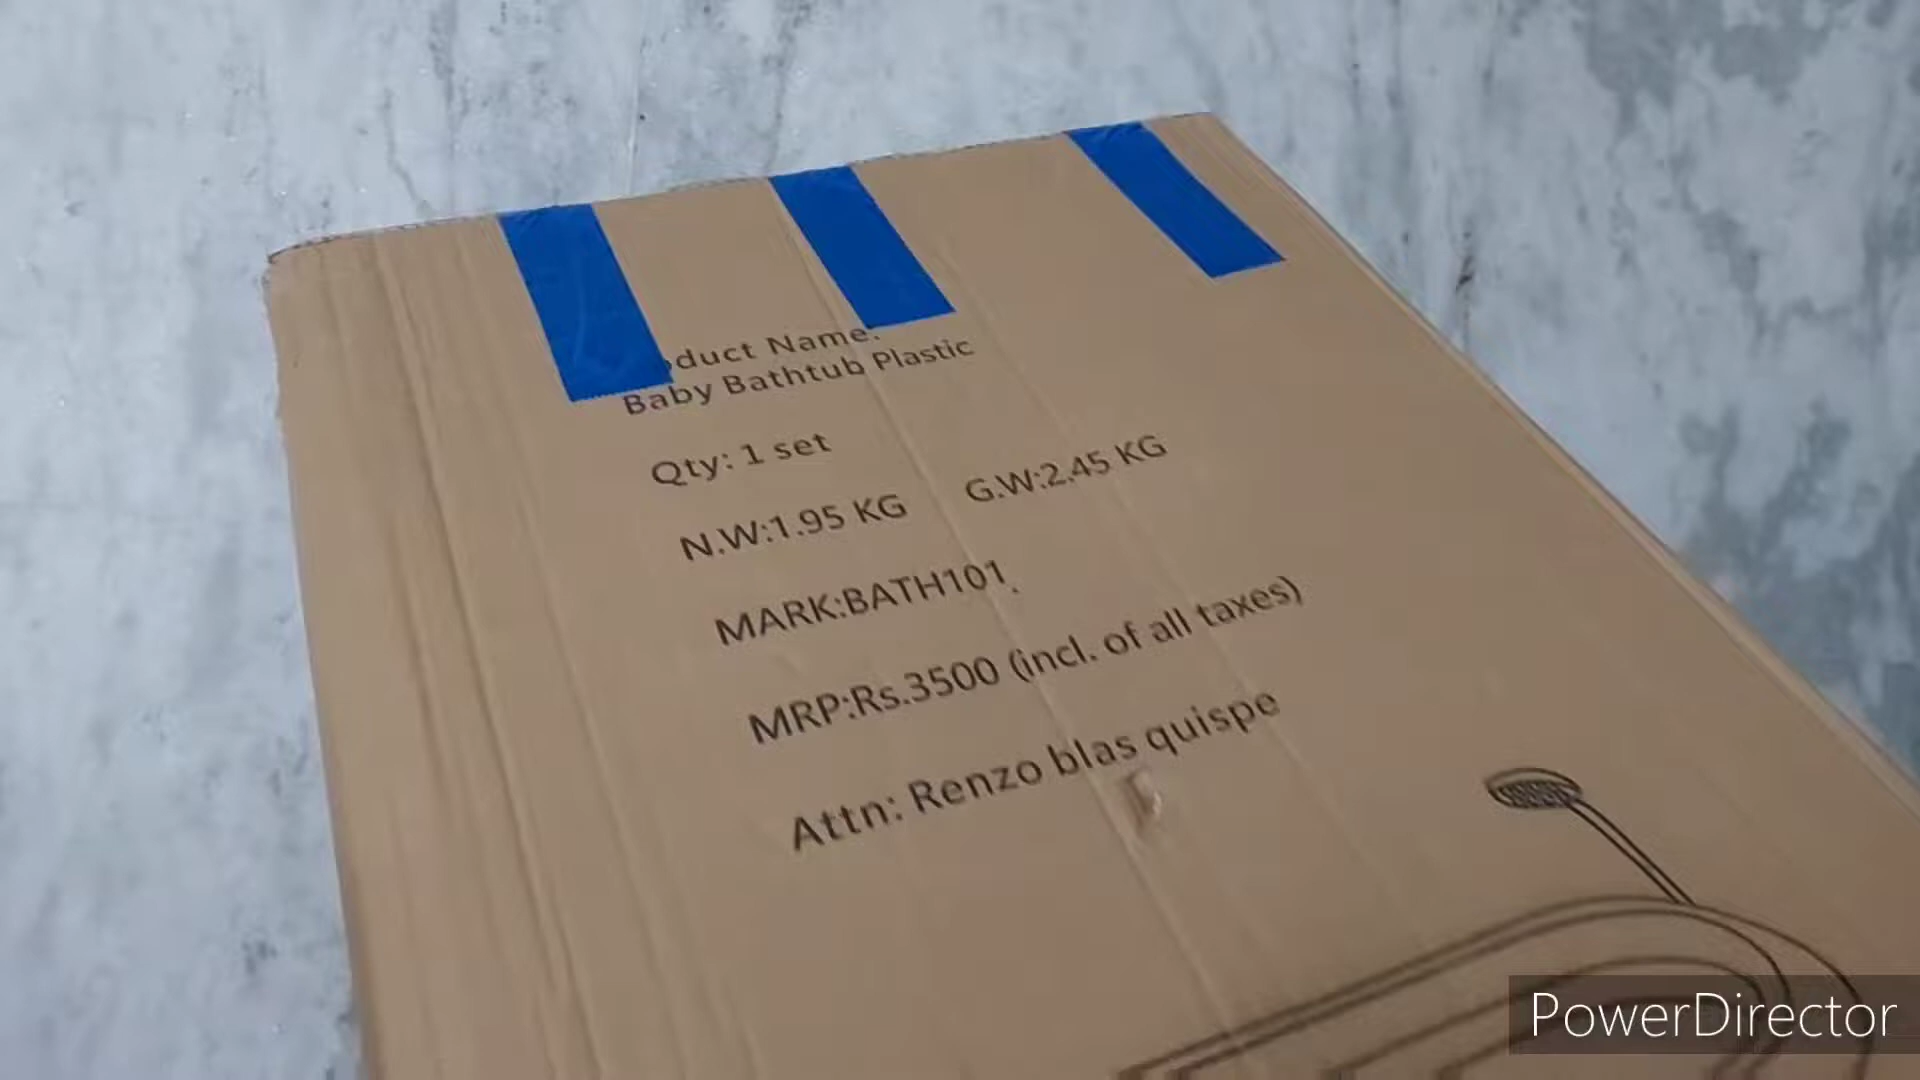 oduct Name:
Baby Bathtub Plastic
Qty: 1 set
N.W:1.95 KG G.W:2.45 KG
MARK:BATH101
MRP:Rs.3500 (incl. of all taxes)
Attn: Renzo blas quispe
PowerDirector